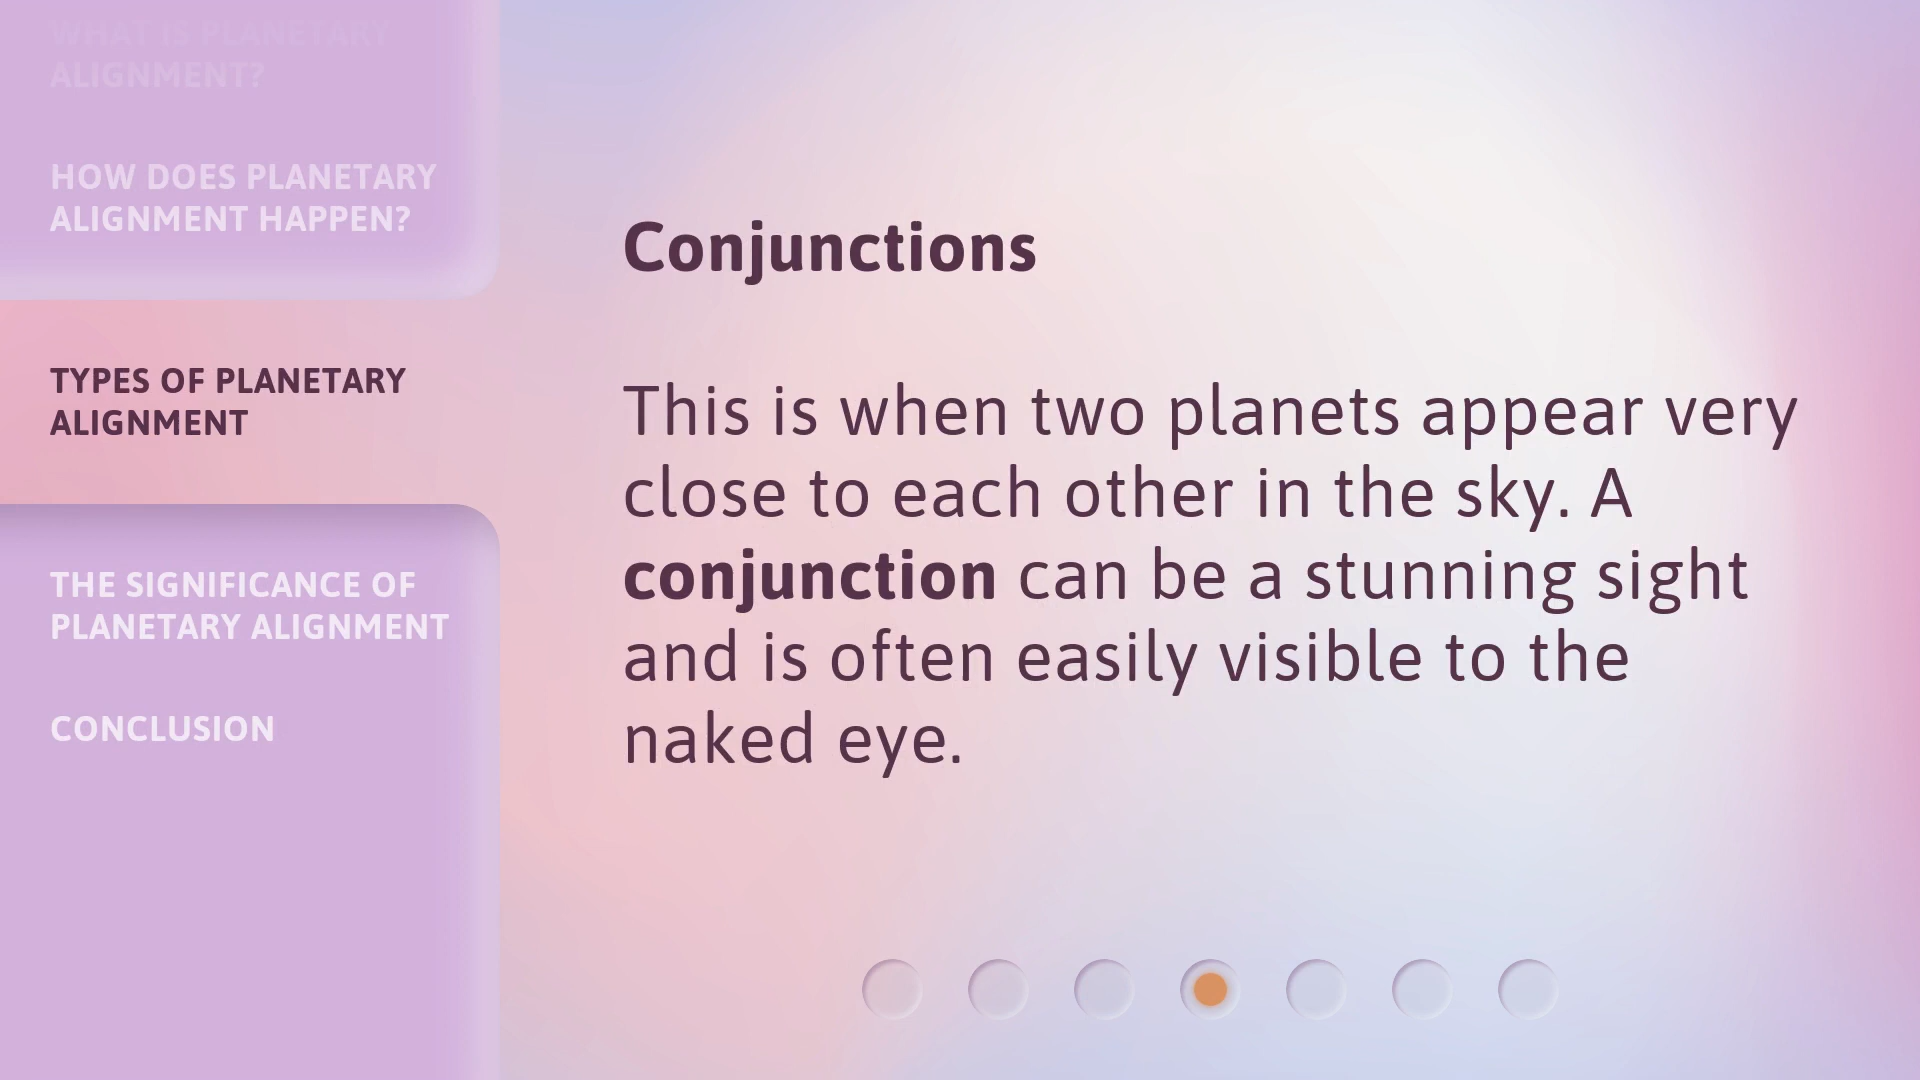 WHAT IS PLANETARY
ALIGNMENT?
HOW DOES PLANETARY
ALIGNMENT HAPPEN?
TYPES OF PLANETARY
ALIGNMENT
THE SIGNIFICANCE OF
PLANETARY ALIGNMENT
CONCLUSION
Conjunctions
This is when two planets appear very
close to each other in the sky. A
conjunction can be a stunning sight
and is often easily visible to the
naked eye.